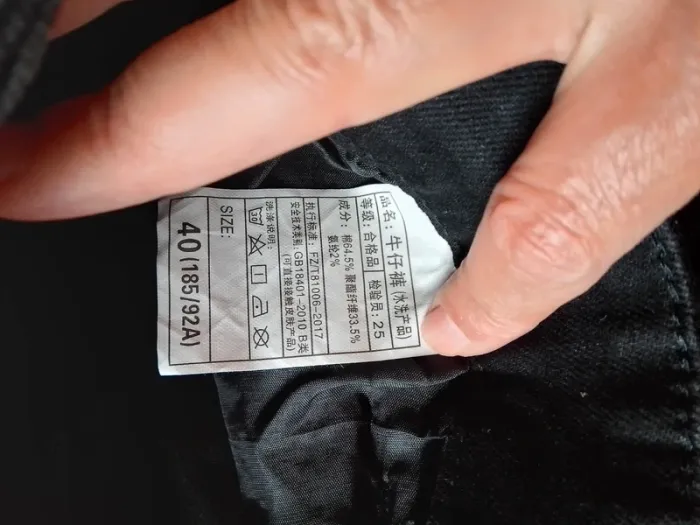 品名: 牛仔裤(水洗产品)
等级: 合格品 检验员: 25
成分: 棉64.5% 聚酯纤维33.5%
氨纶2%
执行标准: FZ/T81006-2017
安全技术类别: GB18401-2010 B类
(可直接接触皮肤产品)
洗涤说明:
30
SIZE:
40(185/92A)